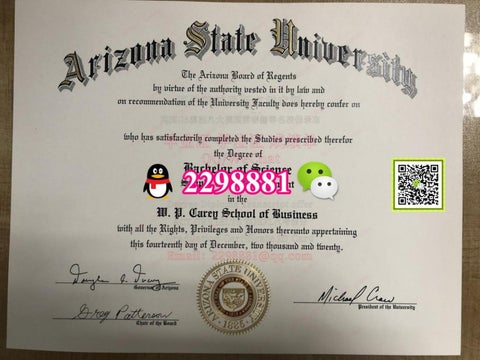 Arizona State University
The Arizona Board of Regents
by virtue of the authority vested in it by law and
on recommendation of the University Faculty does hereby confer on
who has satisfactorily completed the Studies prescribed therefor
the Degree of
Bachelor of Science
2298881
in the
W. P. Carey School of Business
with all the Rights, Privileges and Honors thereunto appertaining
this fourteenth day of December, two thousand and twenty.
Email: 2298881@qq.com
Governor of Arizona
Chair of the Board
ARIZONA STATE UNIVERSITY
1885
President of the University